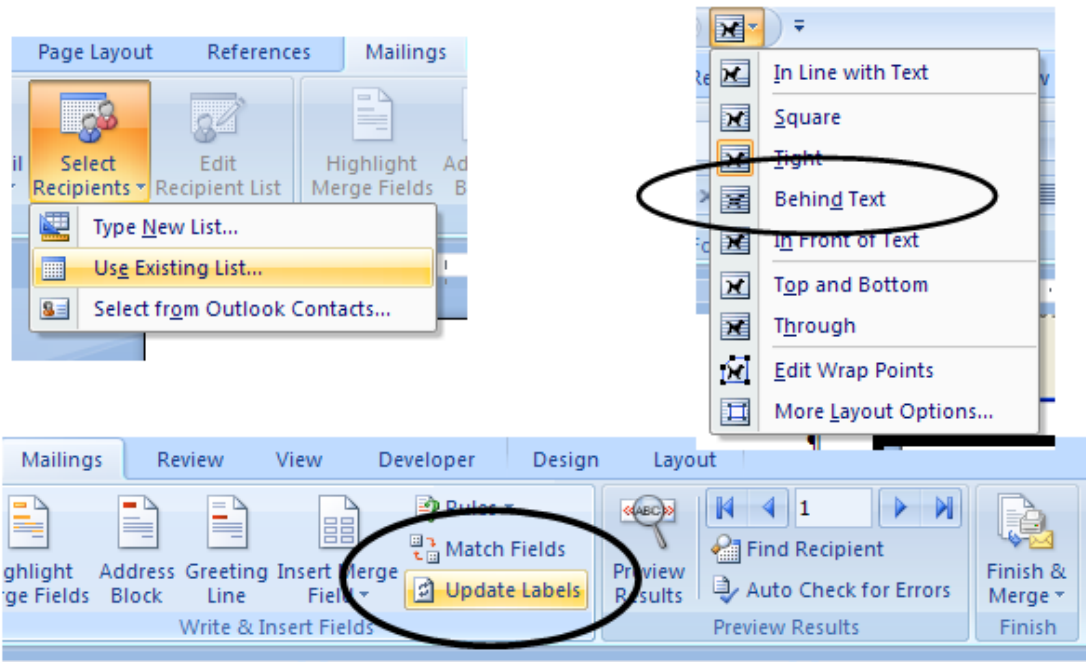 Page Layout References Mailings
Select Recipients
Edit Recipient List
Highlight Merge Fields
Type New List...
Use Existing List...
Select from Outlook Contacts...
In Line with Text
Square
Tight
Behind Text
In Front of Text
Top and Bottom
Through
Edit Wrap Points
More Layout Options...
Mailings Review View Developer Design Layout
Address Block
Greeting Line
Insert Merge Field
Rules
Match Fields
Update Labels
Write & Insert Fields
«ABC»
Preview Results
1
Find Recipient
Auto Check for Errors
Preview Results
Finish & Merge
Finish